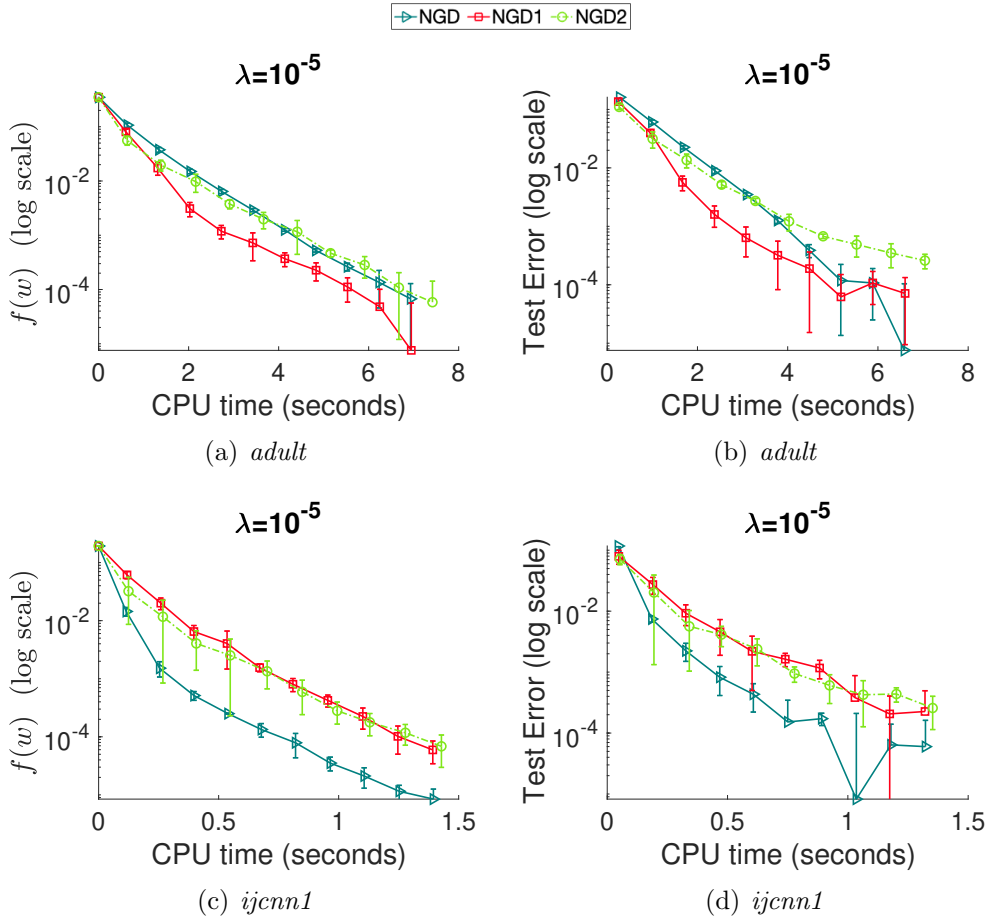 NGD NGD1 NGD2
λ=10⁻⁵
f(w) (log scale)
10⁻²
10⁻⁴
0 2 4 6 8
CPU time (seconds)
(a) adult
λ=10⁻⁵
Test Error (log scale)
10⁻²
10⁻⁴
0 2 4 6 8
CPU time (seconds)
(b) adult
λ=10⁻⁵
f(w) (log scale)
10⁻²
10⁻⁴
0 0.5 1 1.5
CPU time (seconds)
(c) ijcnn1
λ=10⁻⁵
Test Error (log scale)
10⁻²
10⁻⁴
0 0.5 1 1.5
CPU time (seconds)
(d) ijcnn1